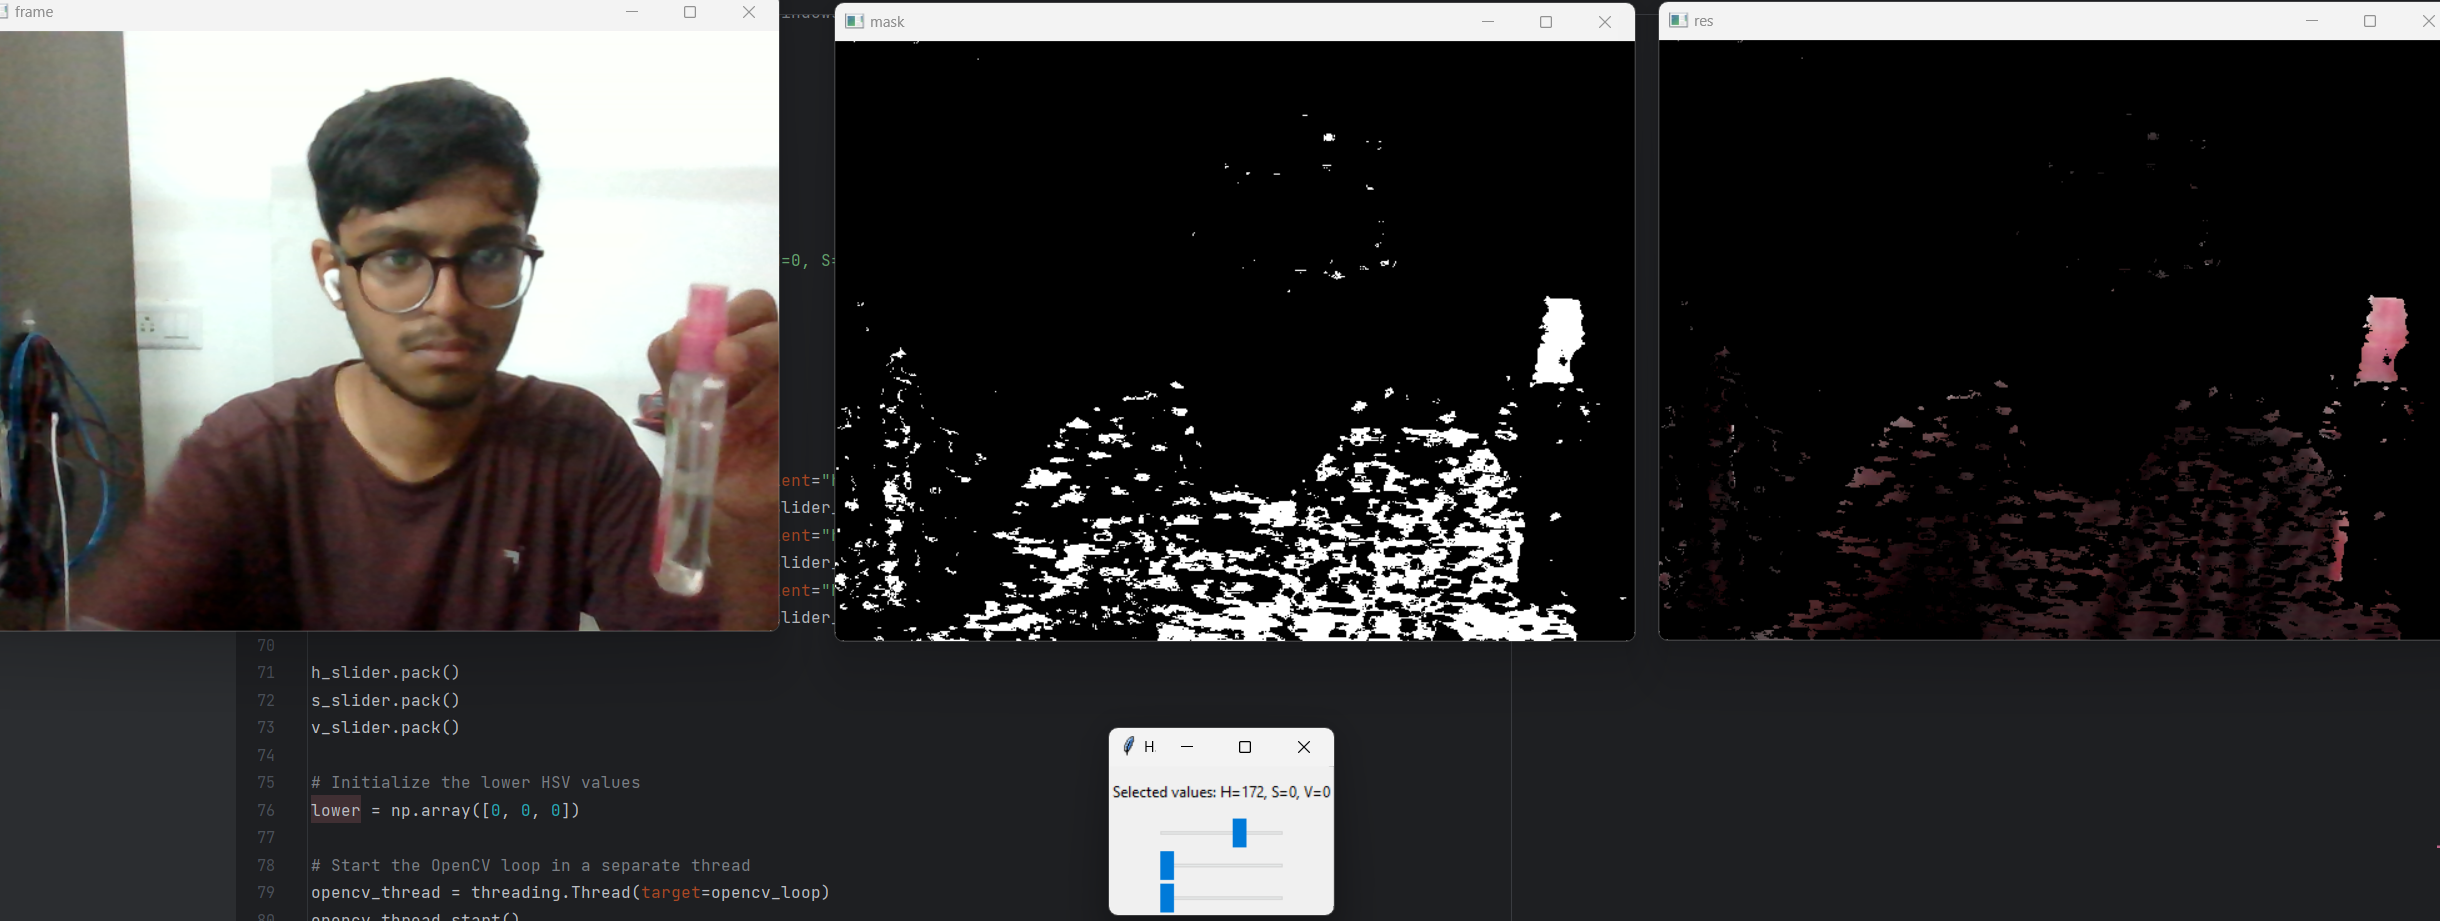 frame
mask
res
=0, S=
ent="h
lider_
ent="h
lider_
ent="h
lider_
70
71 h_slider.pack()
72 s_slider.pack()
73 v_slider.pack()
74
75 # Initialize the lower HSV values
76 lower = np.array([0, 0, 0])
77
78 # Start the OpenCV loop in a separate thread
79 opencv_thread = threading.Thread(target=opencv_loop)
80 opencv_thread.start()
H
Selected values: H=172, S=0, V=0